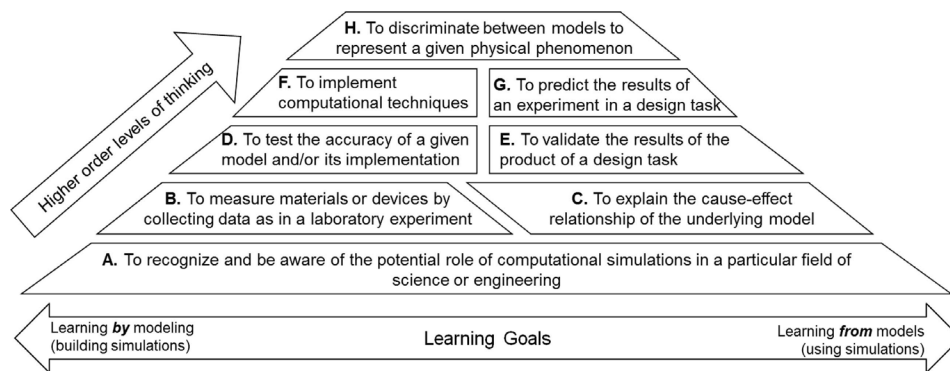 H. To discriminate between models to
represent a given physical phenomenon
F. To implement
computational techniques
G. To predict the results of
an experiment in a design task
D. To test the accuracy of a given
model and/or its implementation
E. To validate the results of the
product of a design task
B. To measure materials or devices by
collecting data as in a laboratory experiment
C. To explain the cause-effect
relationship of the underlying model
A. To recognize and be aware of the potential role of computational simulations in a particular field of
science or engineering
Higher order levels of thinking
Learning by modeling
(building simulations)
Learning Goals
Learning from models
(using simulations)